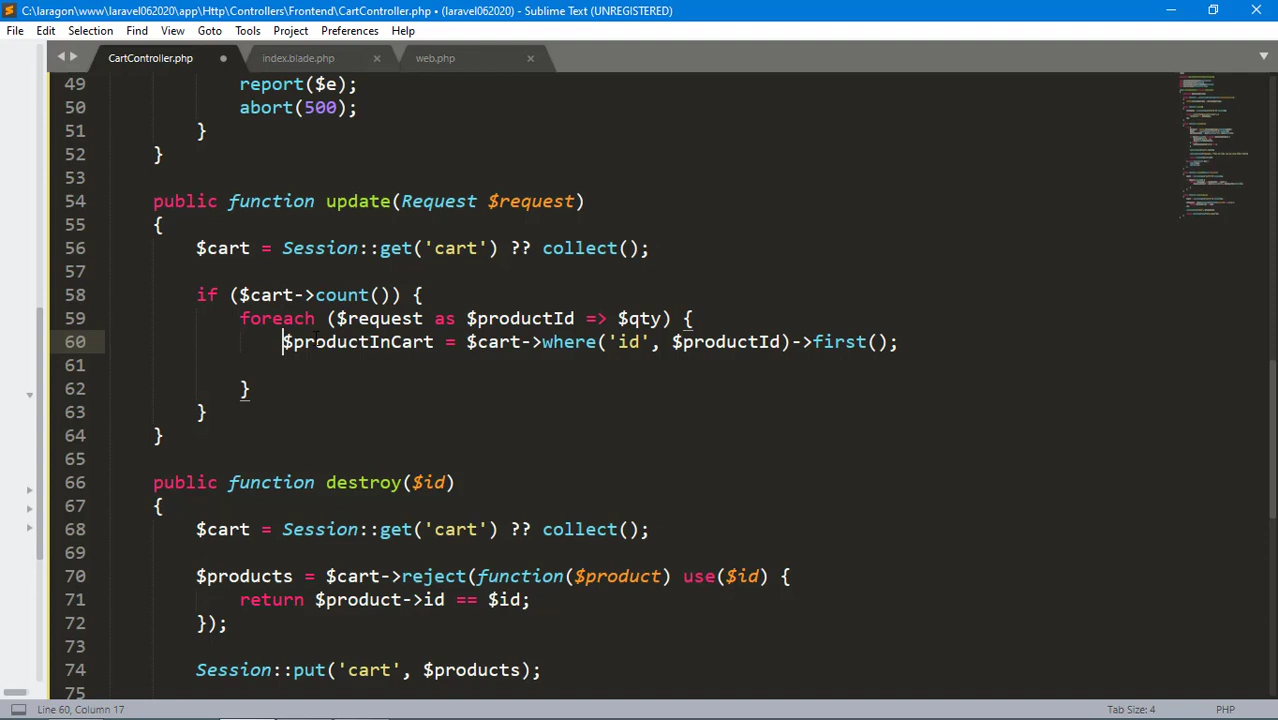 C:\laragon\www\laravel062020\app\Http\Controllers\Frontend\CartController.php • (laravel062020) - Sublime Text (UNREGISTERED)
File Edit Selection Find View Goto Tools Project Preferences Help
CartController.php index.blade.php web.php
49 report($e);
50 abort(500);
51 }
52 }
53
54 public function update(Request $request)
55 {
56 $cart = Session::get('cart') ?? collect();
57
58 if ($cart->count()) {
59 foreach ($request as $productId => $qty) {
60 $productInCart = $cart->where('id', $productId)->first();
61
62 }
63 }
64 }
65
66 public function destroy($id)
67 {
68 $cart = Session::get('cart') ?? collect();
69
70 $products = $cart->reject(function($product) use($id) {
71 return $product->id == $id;
72 });
73
74 Session::put('cart', $products);
75
Line 60, Column 17 Tab Size: 4 PHP